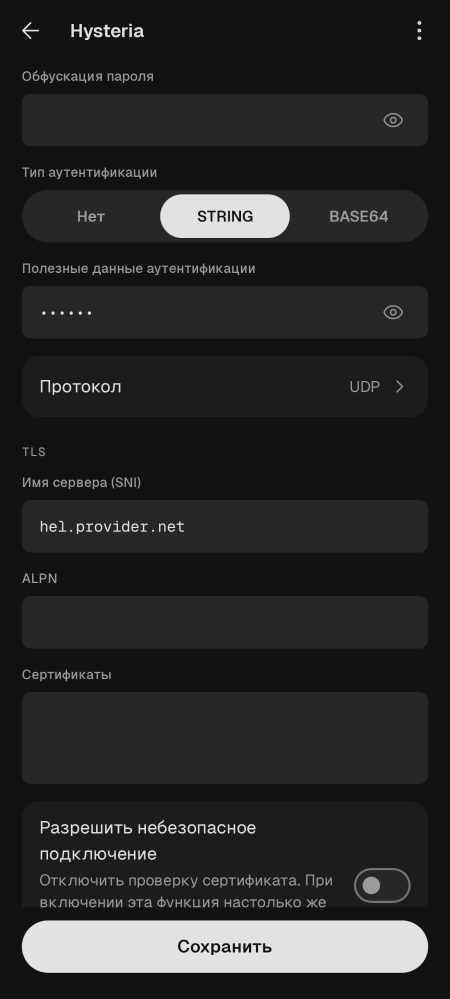 Hysteria
Обфускация пароля
Тип аутентификации
Нет
STRING
BASE64
Полезные данные аутентификации
••••••
Протокол
UDP
TLS
Имя сервера (SNI)
hel.provider.net
ALPN
Сертификаты
Разрешить небезопасное
подключение
Отключить проверку сертификата. При
включении эта функция настолько же
Сохранить